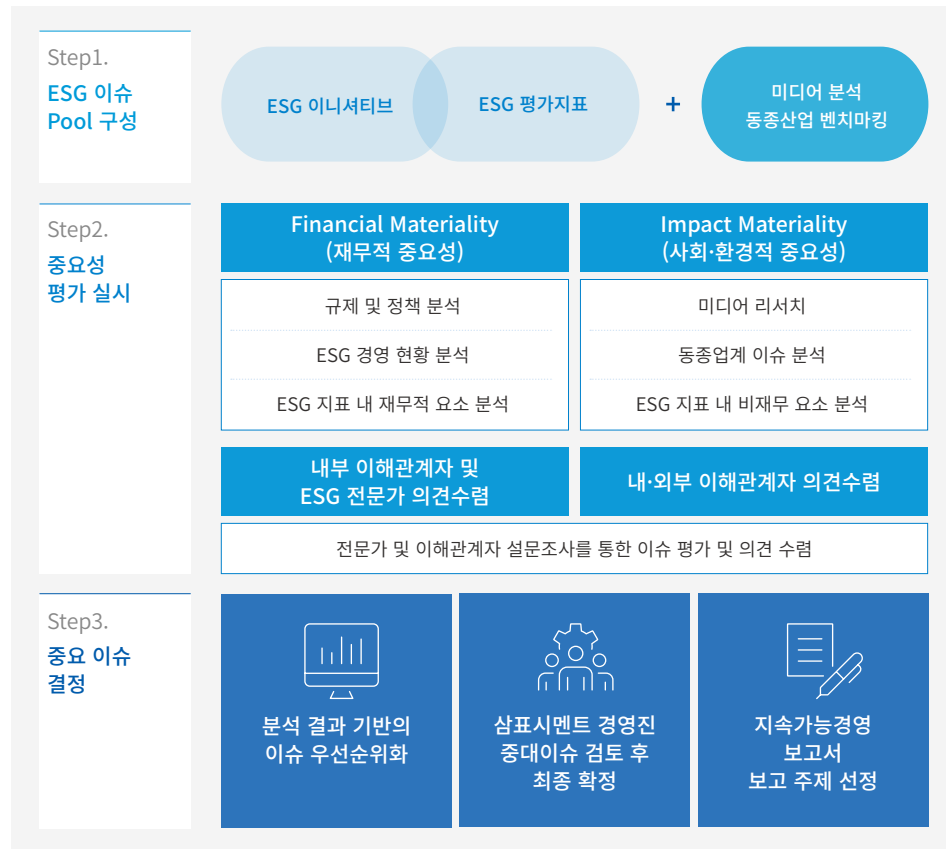 Step1.
ESG 이슈
Pool 구성
ESG 이니셔티브
ESG 평가지표
+
미디어 분석
동종산업 벤치마킹
Step2.
중요성
평가 실시
Financial Materiality
(재무적 중요성)
Impact Materiality
(사회·환경적 중요성)
규제 및 정책 분석
ESG 경영 현황 분석
ESG 지표 내 재무적 요소 분석
미디어 리서치
동종업계 이슈 분석
ESG 지표 내 비재무 요소 분석
내부 이해관계자 및
ESG 전문가 의견수렴
내·외부 이해관계자 의견수렴
전문가 및 이해관계자 설문조사를 통한 이슈 평가 및 의견 수렴
Step3.
중요 이슈
결정
분석 결과 기반의
이슈 우선순위화
삼표시멘트 경영진
중대이슈 검토 후
최종 확정
지속가능경영
보고서
보고 주제 선정